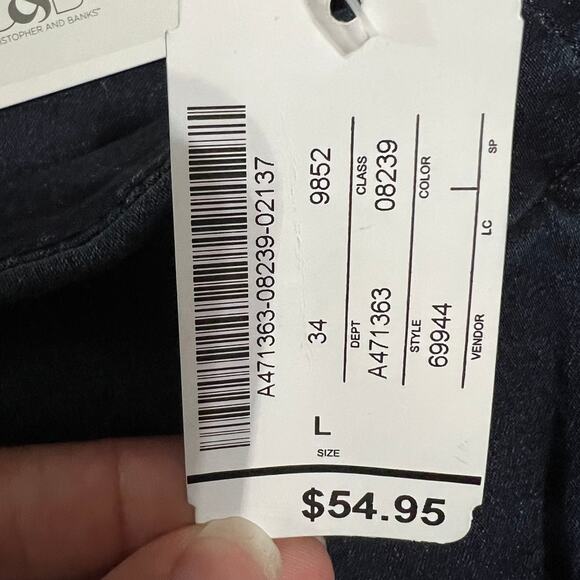 CHRISTOPHER AND BANKS™
A471363-08239-02137
34 9852
DEPT CLASS
A471363 08239
STYLE COLOR
69944
VENDOR LC SP
L
SIZE
$54.95